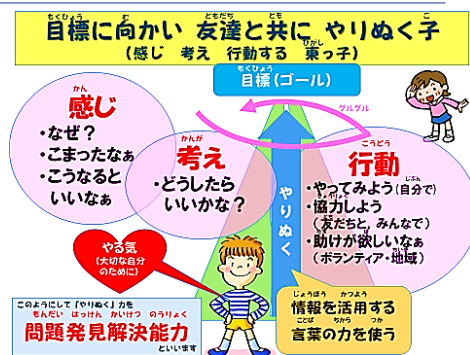 目標に向かい 友達と共に やりぬく子
(感じ 考え 行動する 東っ子)
目標(ゴール)
グルグル
感じ
・なぜ?
・こまったなぁ
・こうなると
いいなぁ
考え
・どうしたら
いいかな?
行動
・やってみよう(自分で)
・協力しよう
(友だちと、みんなで)
・助けが欲しいなぁ
(ボランティア・地域)
やりぬく
やる気
(大切な自分
のために)
このようにして「やりぬく」力を
問題発見解決能力
といいます
情報を活用する
言葉の力を使う